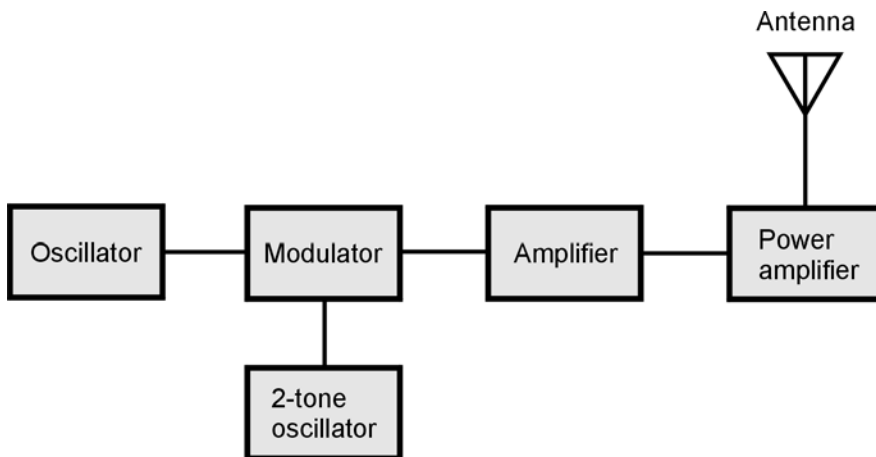 Antenna
Oscillator
Modulator
Amplifier
Power
amplifier
2-tone
oscillator